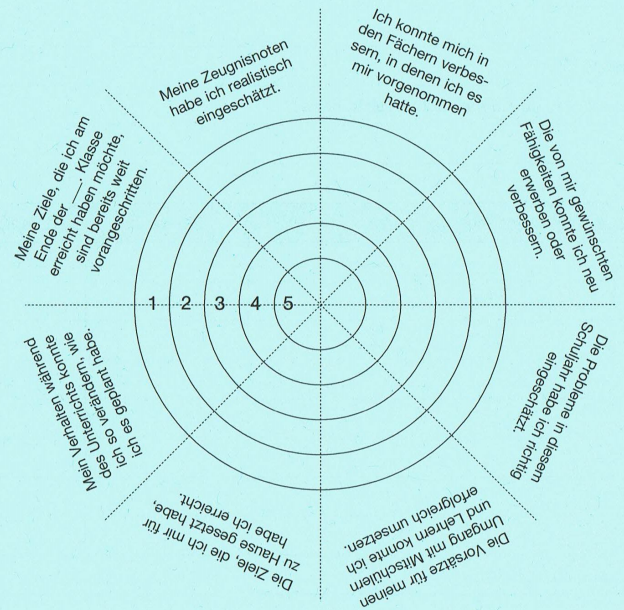 Meine Zeugnisnoten
habe ich realistisch
eingeschätzt.
Ich konnte mich in
den Fächern verbes-
sern, in denen ich es
mir vorgenommen
hatte.
Die von mir gewünschten
Fähigkeiten konnte ich neu
erwerben oder
verbessern.
Die Probleme in diesem
Schuljahr habe ich richtig
eingeschätzt.
Die Vorsätze für meinen
Umgang mit Mitschülern
und Lehrern konnte ich
erfolgreich umsetzen.
Die Ziele, die ich mir für
zu Hause gesetzt habe,
habe ich erreicht.
Mein Verhalten während
des Unterrichts konnte
ich so verändern, wie
ich es geplant habe.
Meine Ziele, die ich am
Ende der ___. Klasse
erreicht haben möchte,
sind bereits weit
vorangeschritten.
1 2 3 4 5